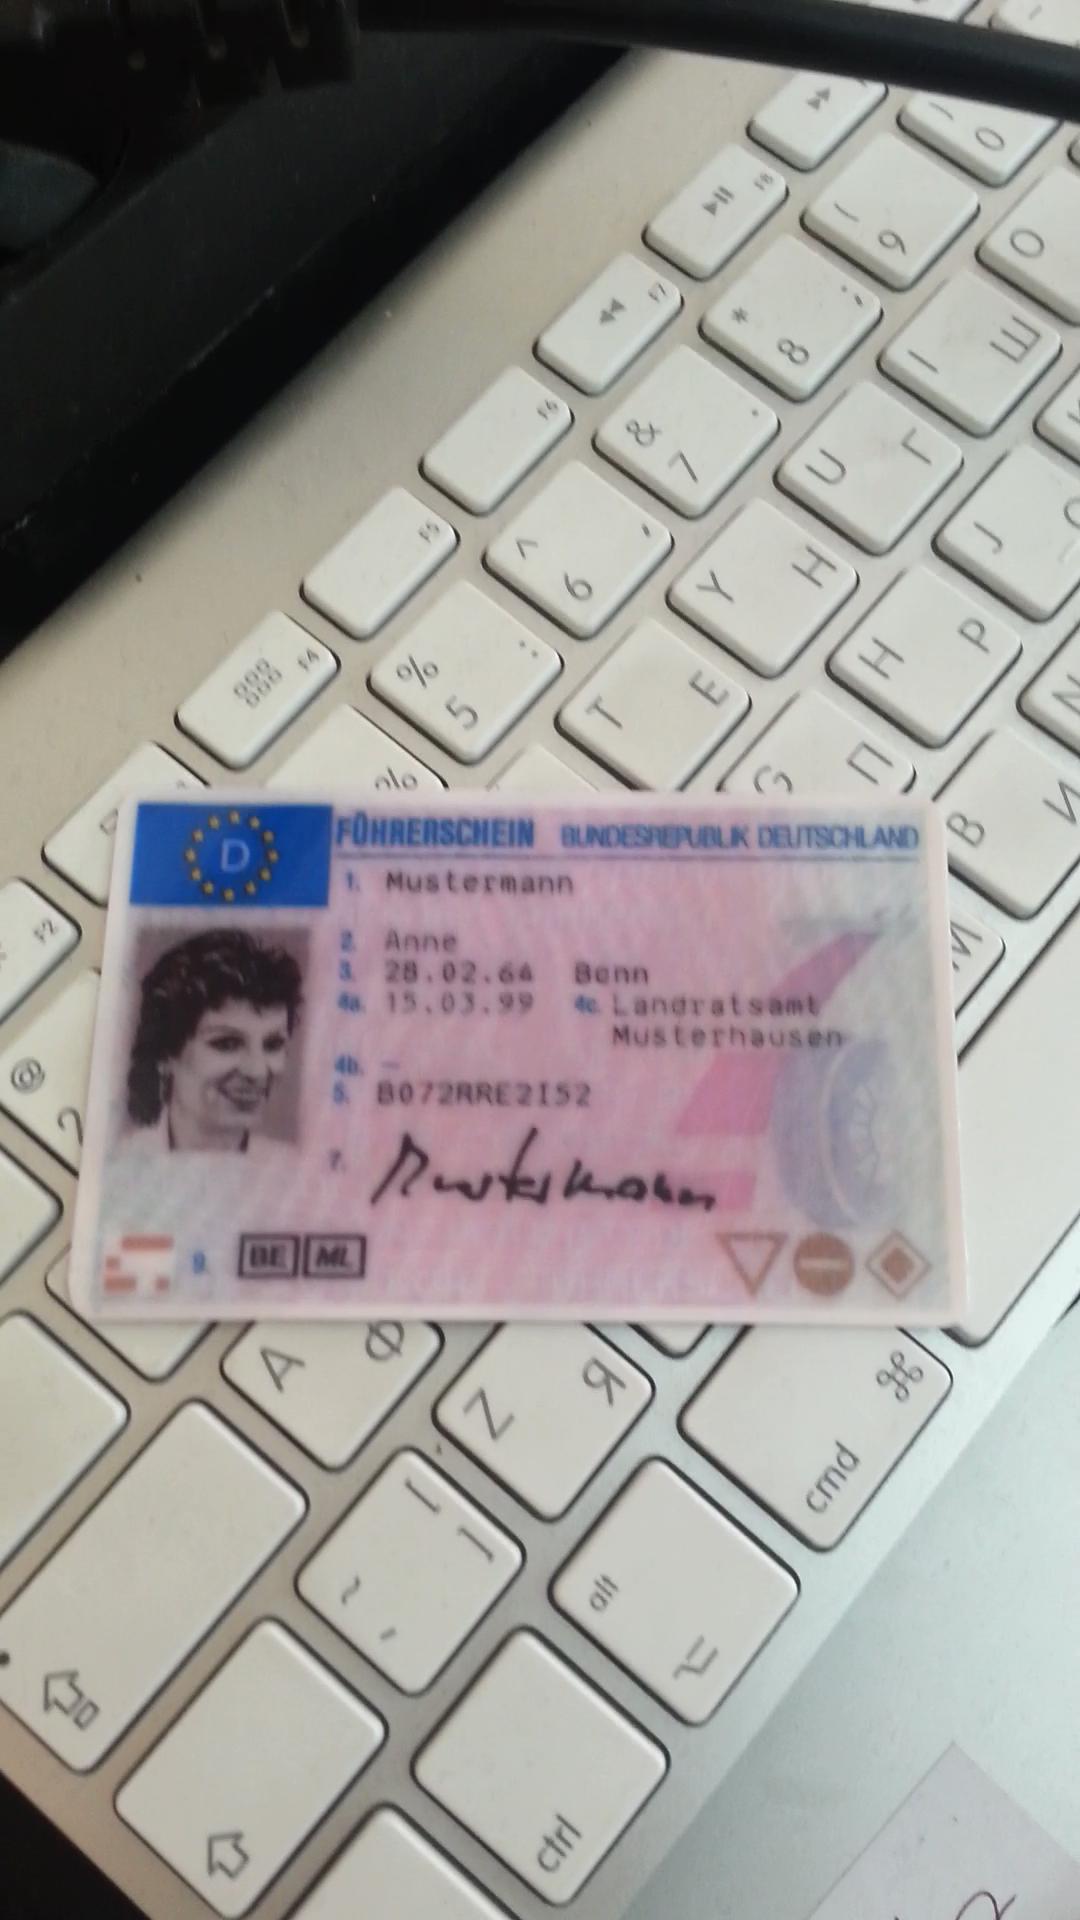 D
FÜHRERSCHEIN BUNDESREPUBLIK DEUTSCHLAND
1. Mustermann
2. Anne
3. 28.02.64 Bonn
4a. 15.03.99 4c. Landratsamt
Musterhausen
4b. —
5. B072RRE2I52
7. Mustermann
9. BE ML
F8
( 9
) 0
O
F7
* 8 ;
I Ш
F6
& 7 .
U Г
J
F5
^ 6 ,
Y Н
H Р
F4
% 5 :
T Е
G П
B И
N
%
M
F2
@ 2
A Ф
Z Я
⌘
cmd
[ ]
~ '
alt
⌥
ctrl